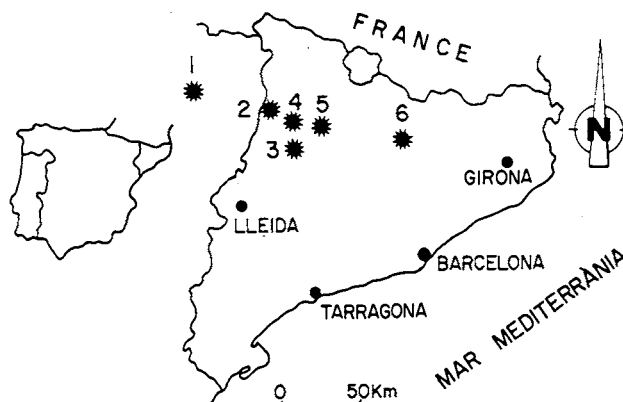 FRANCE
1
2
4
5
6
3
N
GIRONA
LLEIDA
BARCELONA
TARRAGONA
MAR MEDITERRÀNIA
0 50Km